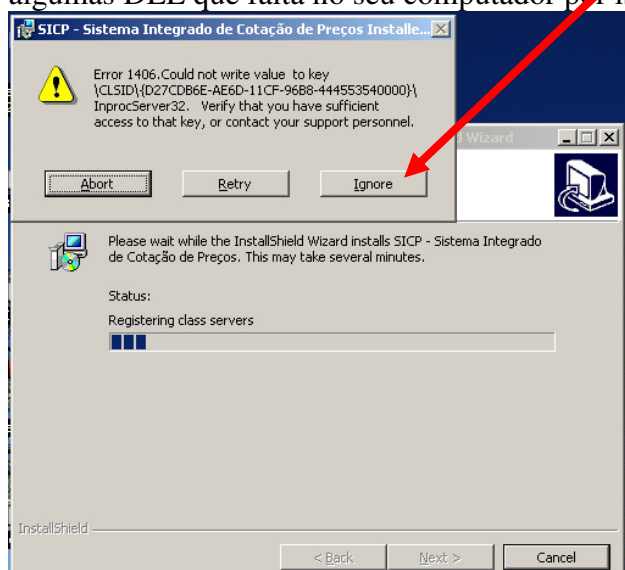 algumas DLL que falta no seu computador por
SICP - Sistema Integrado de Cotação de Preços Installe...
Error 1406.Could not write value to key
\CLSID\{D27CDB6E-AE6D-11CF-96B8-444553540000}\
InprocServer32. Verify that you have sufficient
access to that key, or contact your support personnel.
Abort
Retry
Ignore
Wizard
Please wait while the InstallShield Wizard installs SICP - Sistema Integrado
de Cotação de Preços. This may take several minutes.
Status:
Registering class servers
InstallShield
< Back
Next >
Cancel